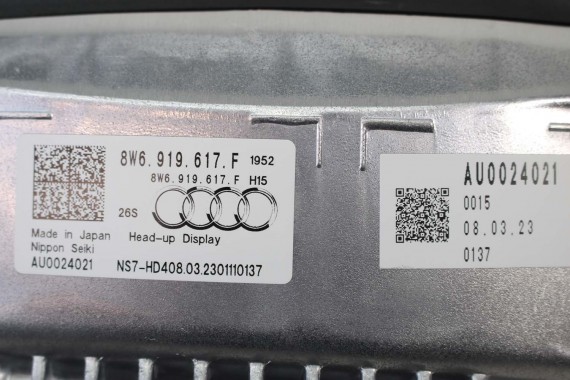 8W6.919.617.F 1952
8W6.919.617.F H15
26S
Head-up Display
Made in Japan
Nippon Seiki
AU0024021 NS7-HD408.03.2301110137
AU0024021
0015
08.03.23
0137